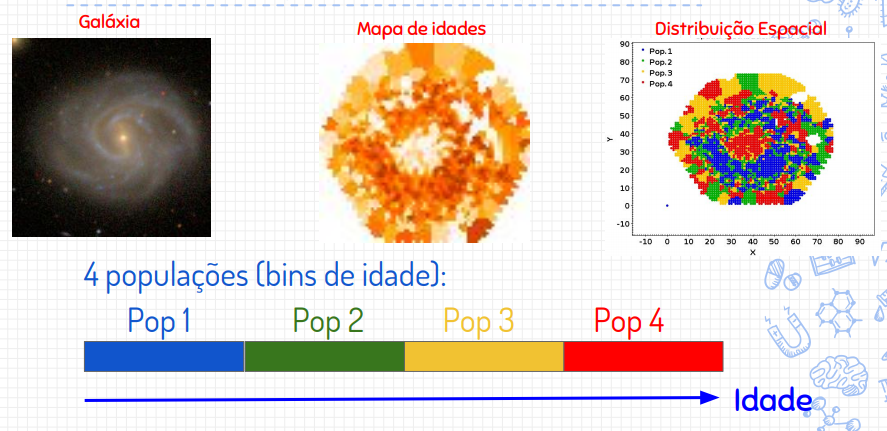 Galáxia
Mapa de idades
Distribuição Espacial
90
80
70
60
50
40
30
20
10
0
-10
Y
Pop.1
Pop.2
Pop.3
Pop.4
-10 0 10 20 30 40 50 60 70 80 90
X
4 populações (bins de idade):
Pop 1 Pop 2 Pop 3 Pop 4
Idade